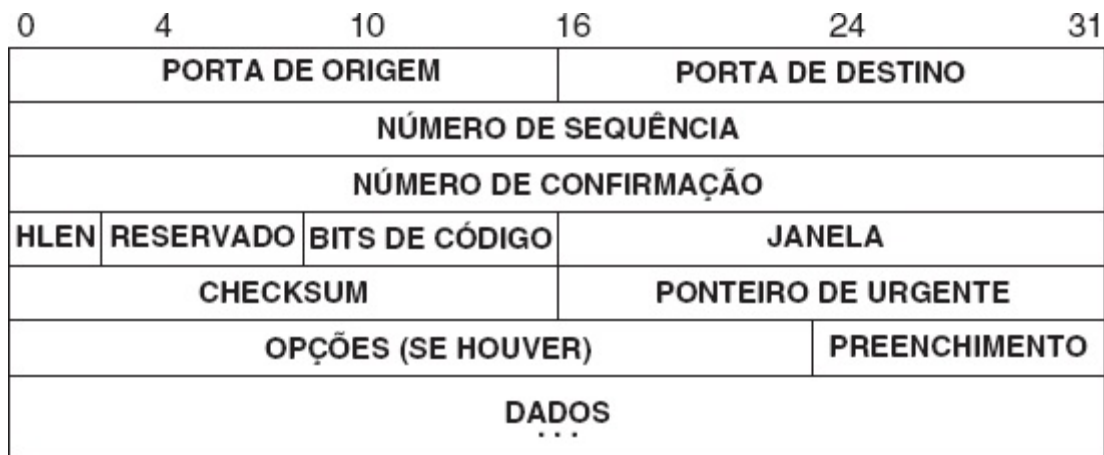 0 4 10 16 24 31
PORTA DE ORIGEM PORTA DE DESTINO
NÚMERO DE SEQUÊNCIA
NÚMERO DE CONFIRMAÇÃO
HLEN RESERVADO BITS DE CÓDIGO JANELA
CHECKSUM PONTEIRO DE URGENTE
OPÇÕES (SE HOUVER) PREENCHIMENTO
DADOS
...